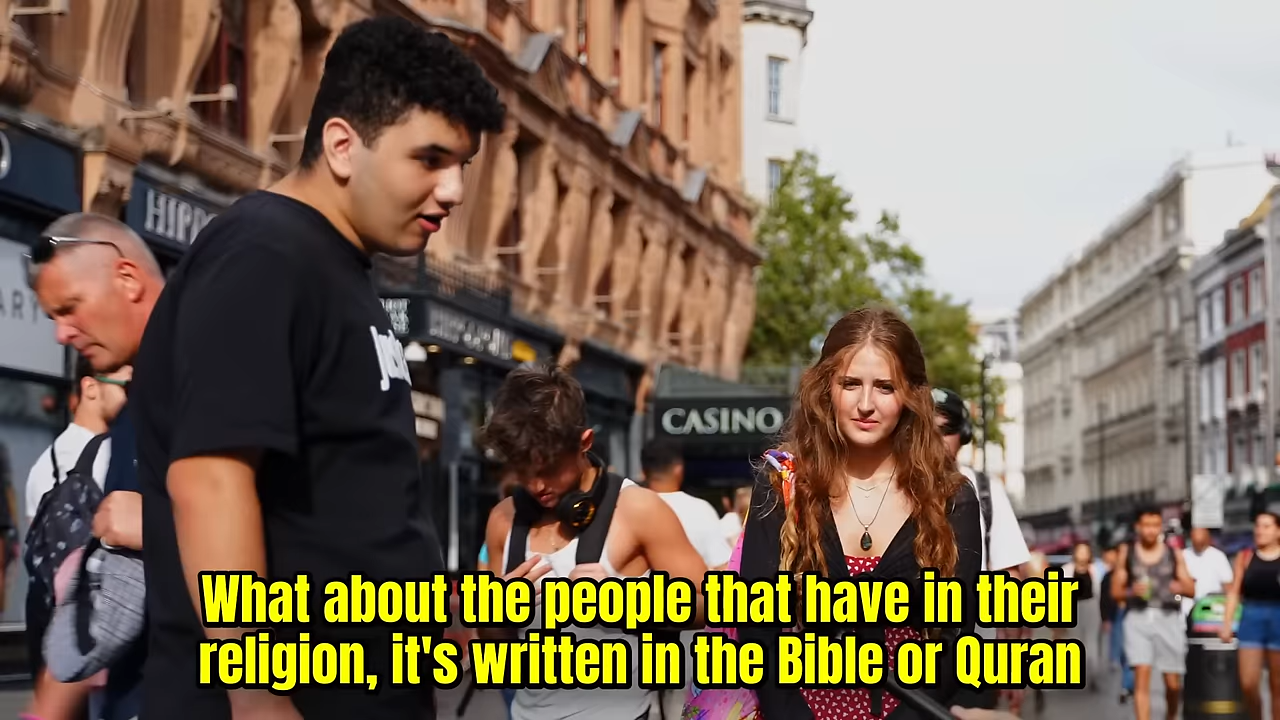 HIPP
CASINO
What about the people that have in their
religion, it's written in the Bible or Quran